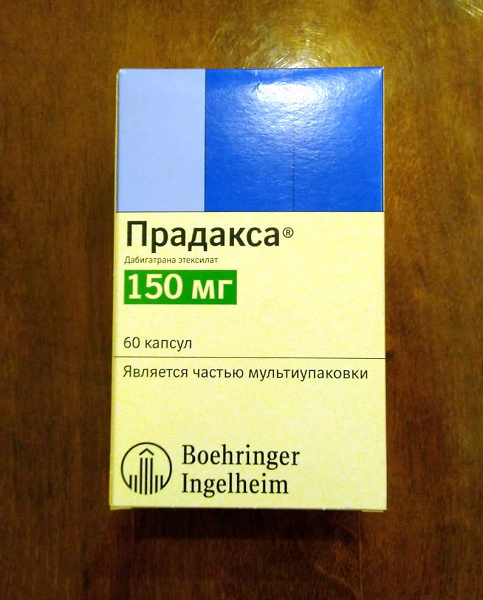 Прадакса®
Дабигатрана этексилат
150 мг
60 капсул
Является частью мультиупаковки
Boehringer
Ingelheim